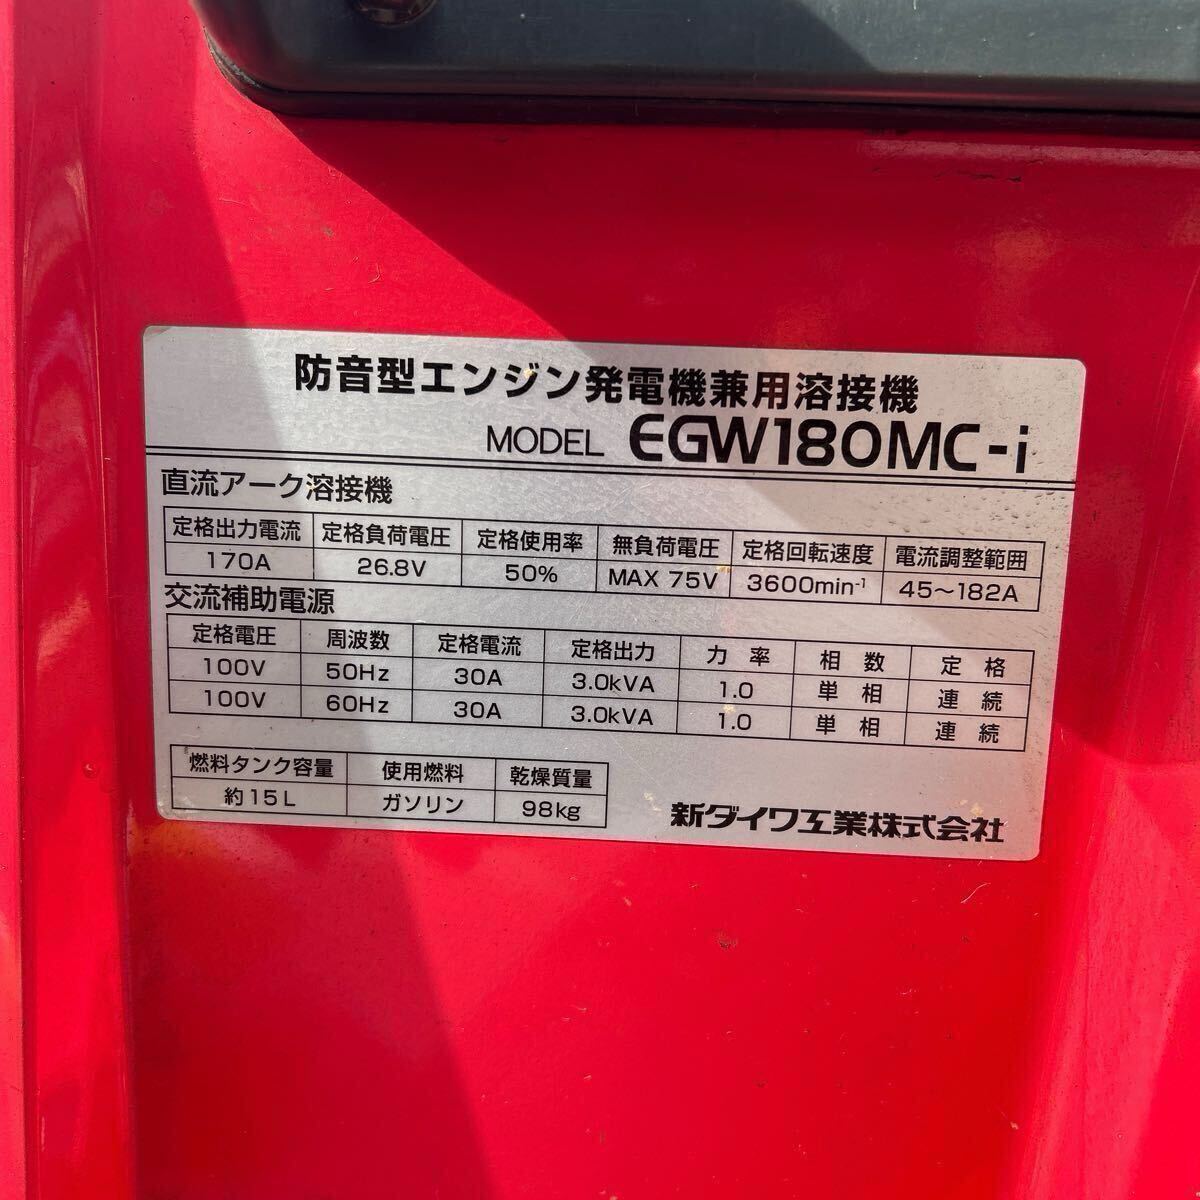 防音型エンジン発電機兼用溶接機
MODEL EGW180MC-i
直流アーク溶接機
定格出力電流 定格負荷電圧 定格使用率 無負荷電圧 定格回転速度 電流調整範囲
170A 26.8V 50% MAX 75V 3600min-1 45～182A
交流補助電源
定格電圧 周波数 定格電流 定格出力 力率 相数 定格
100V 50Hz 30A 3.0kVA 1.0 単相 連続
100V 60Hz 30A 3.0kVA 1.0 単相 連続
燃料タンク容量 使用燃料 乾燥質量
約15L ガソリン 98kg
新ダイワ工業株式会社